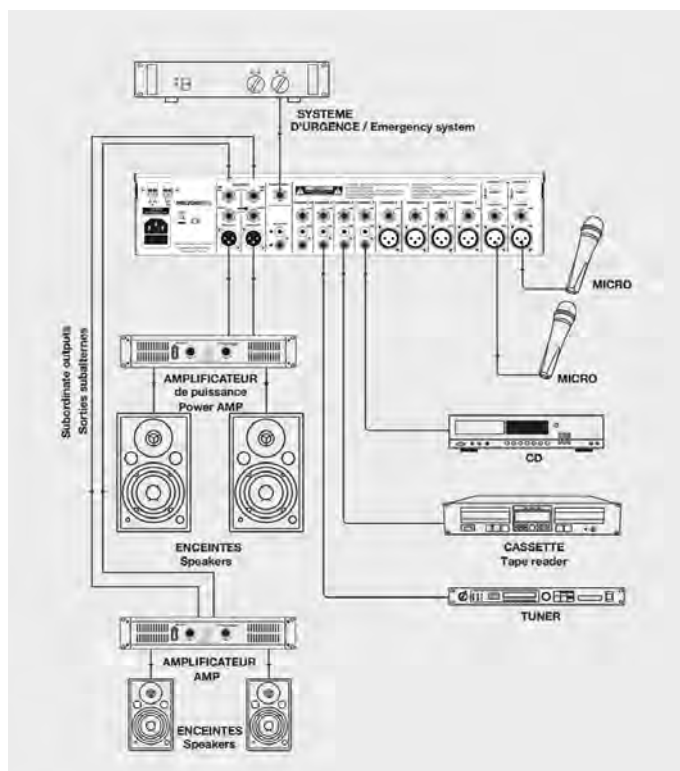 SYSTEME
D'URGENCE / Emergency system
MICRO
MICRO
AMPLIFICATEUR
de puissance
Power AMP
Subordinate outputs
Sorties subalternes
CD
ENCEINTES
Speakers
CASSETTE
Tape reader
TUNER
AMPLIFICATEUR
AMP
ENCEINTES
Speakers